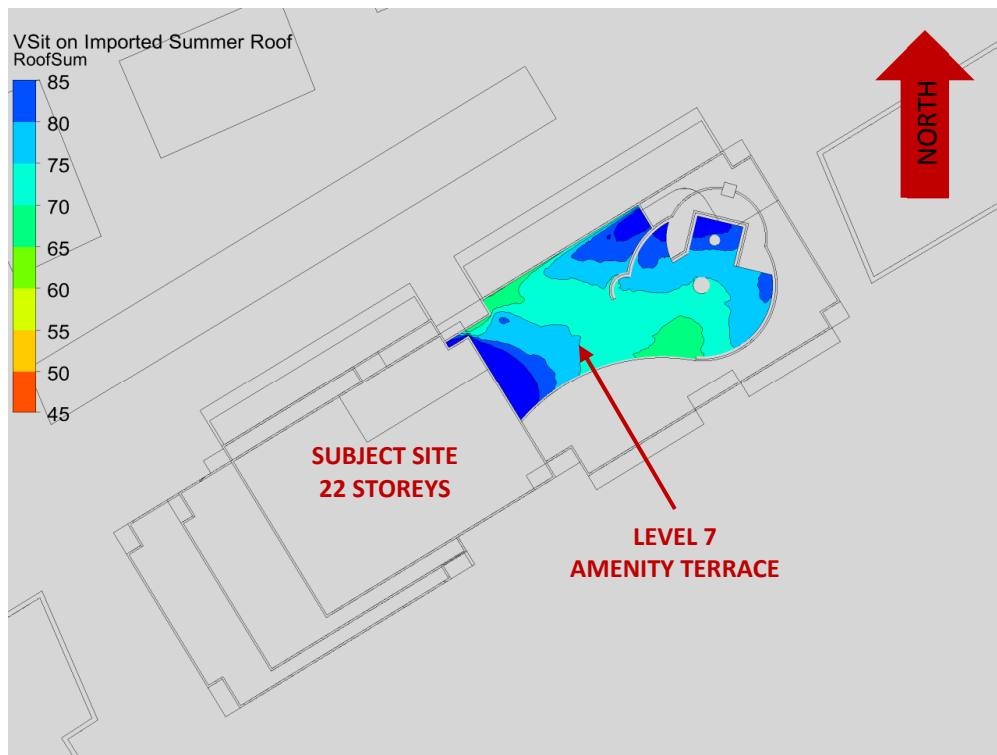 VSit on Imported Summer Roof
RoofSum
85
80
75
70
65
60
55
50
45
NORTH
SUBJECT SITE
22 STOREYS
LEVEL 7
AMENITY TERRACE